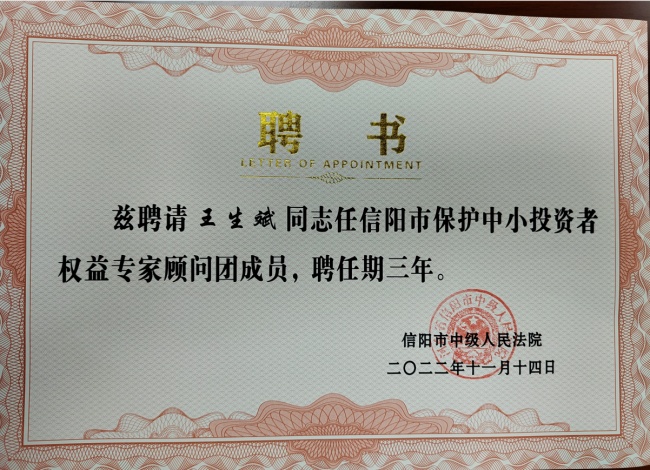 聘 书
LETTER OF APPOINTMENT
兹聘请 王生斌 同志任信阳市保护中小投资者
权益专家顾问团成员，聘任期三年。
信阳市中级人民法院
二〇二二年十一月十四日